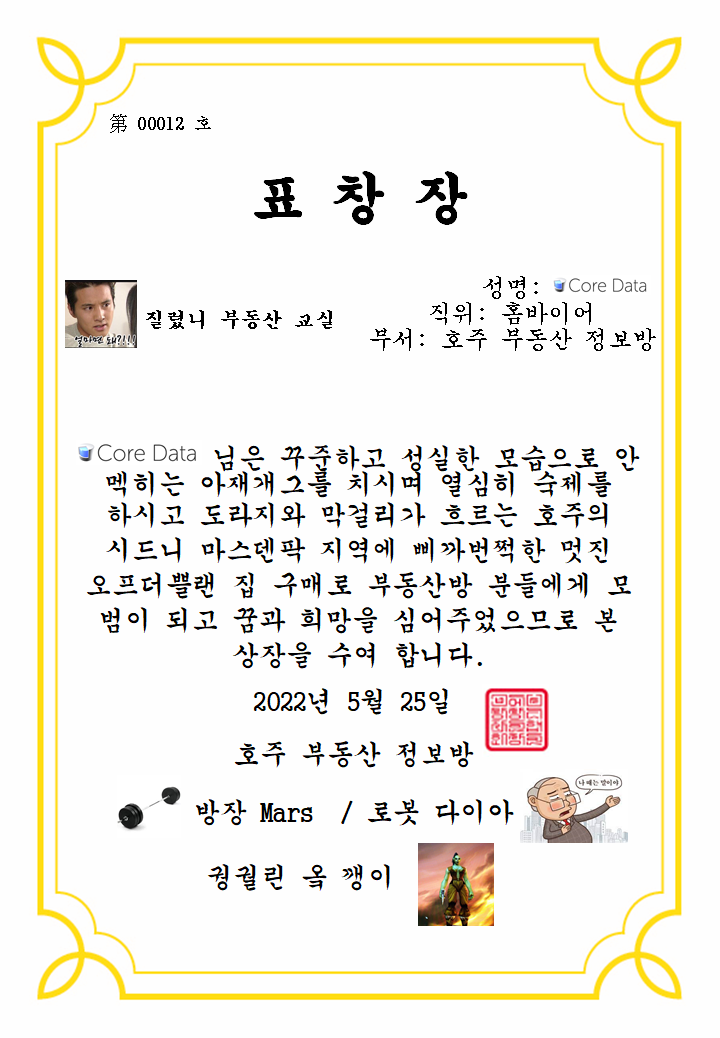 第 00012 호
표 창 장
성명: Core Data
직위: 홈바이어
부서: 호주 부동산 정보방
얼마면 돼?!!!
질렀니 부동산 교실
Core Data 님은 꾸준하고 성실한 모습으로 안
멕히는 아재개그를 치시며 열심히 숙제를
하시고 도라지와 막걸리가 흐르는 호주의
시드니 마스덴팍 지역에 삐까번쩍한 멋진
오프더쁠랜 집 구매로 부동산방 분들에게 모
범이 되고 꿈과 희망을 심어주었으므로 본
상장을 수여 합니다.
2022년 5월 25일
호주 부동산 정보방
방장 Mars / 로봇 다이아
나 때는 말이야
귕궬린 옼 깽이